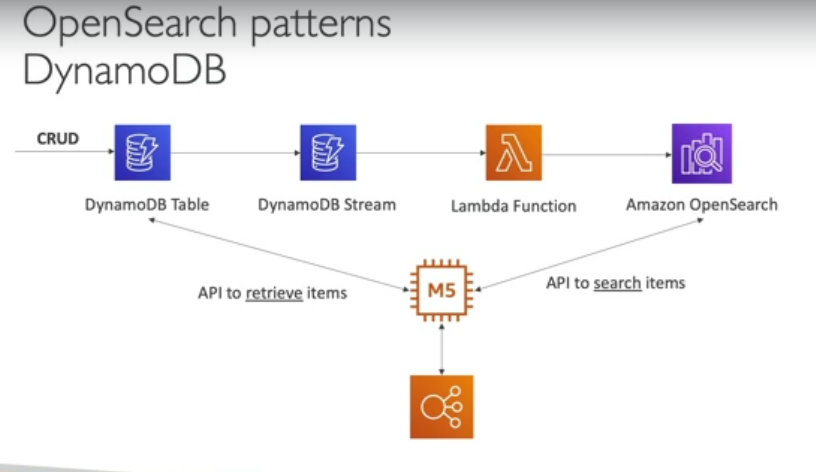 OpenSearch patterns
DynamoDB
CRUD
DynamoDB Table
DynamoDB Stream
Lambda Function
Amazon OpenSearch
API to retrieve items
M5
API to search items